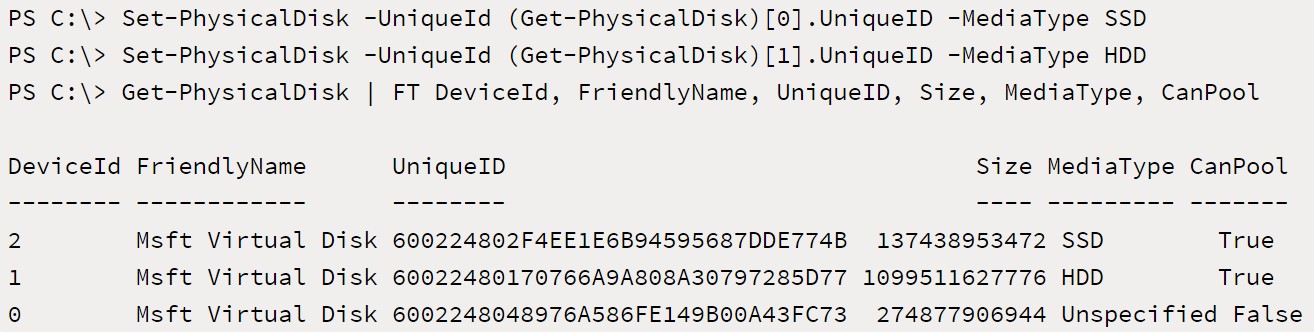 PS C:\> Set-PhysicalDisk -UniqueId (Get-PhysicalDisk)[0].UniqueID -MediaType SSD
PS C:\> Set-PhysicalDisk -UniqueId (Get-PhysicalDisk)[1].UniqueID -MediaType HDD
PS C:\> Get-PhysicalDisk | FT DeviceId, FriendlyName, UniqueID, Size, MediaType, CanPool
DeviceId FriendlyName      UniqueID                                 Size MediaType CanPool
-------- ------------      --------                                 ---- --------- -------
2        Msft Virtual Disk 600224802F4EE1E6B94595687DDE774B  137438953472 SSD        True
1        Msft Virtual Disk 60022480170766A9A808A30797285D77 1099511627776 HDD        True
0        Msft Virtual Disk 6002248048976A586FE149B00A43FC73  274877906944 Unspecified False